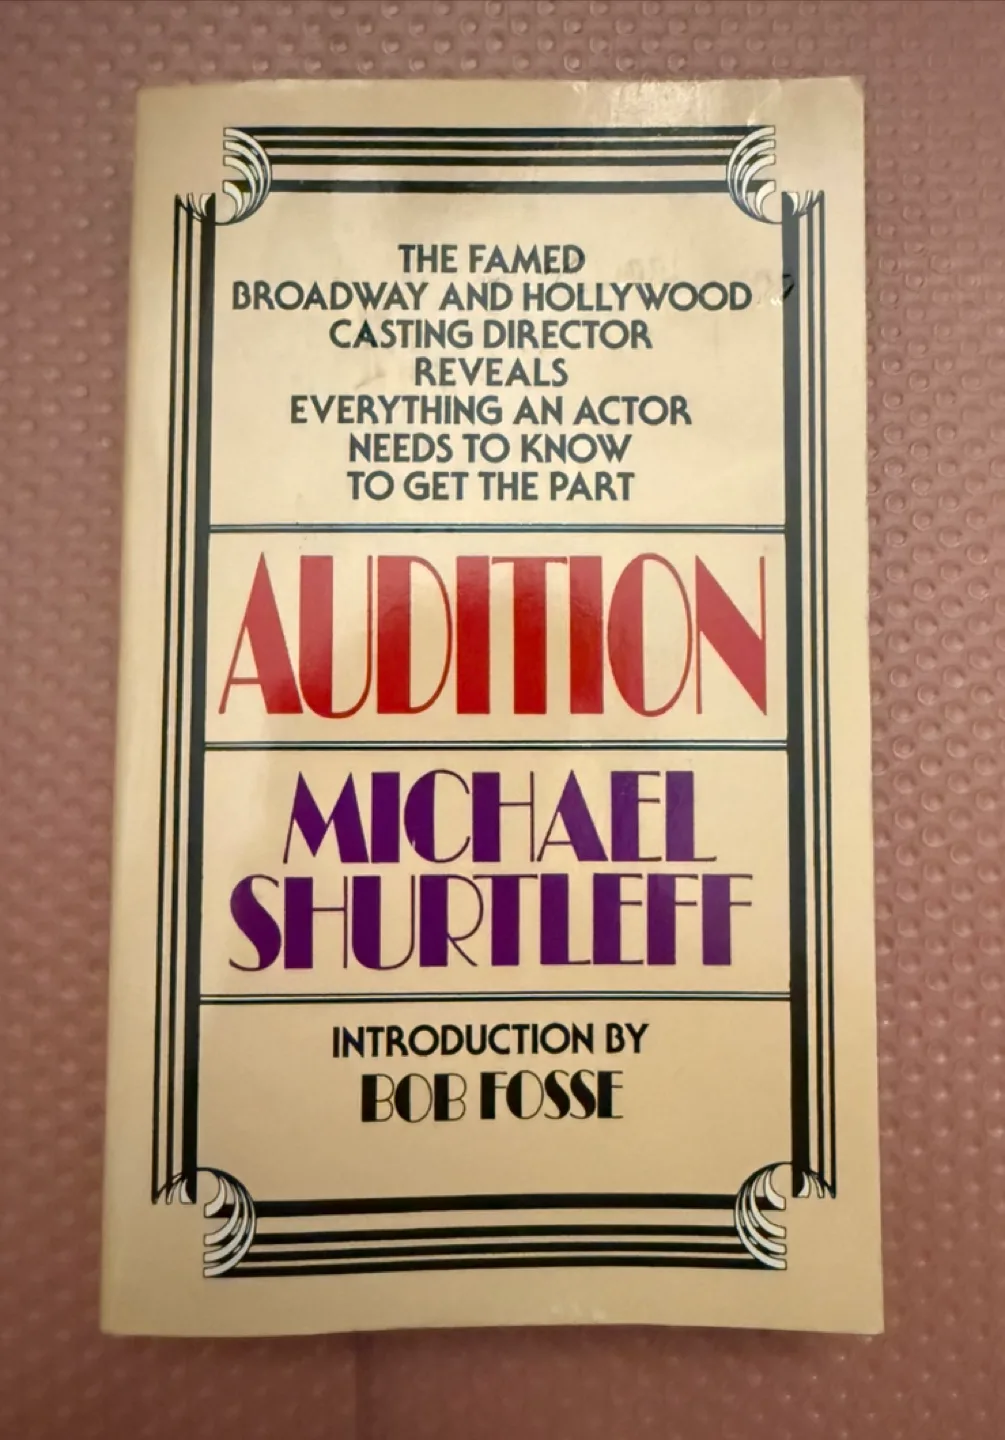 THE FAMED
BROADWAY AND HOLLYWOOD
CASTING DIRECTOR
REVEALS
EVERYTHING AN ACTOR
NEEDS TO KNOW
TO GET THE PART
AUDITION
MICHAEL
SHURTLEFF
INTRODUCTION BY
BOB FOSSE